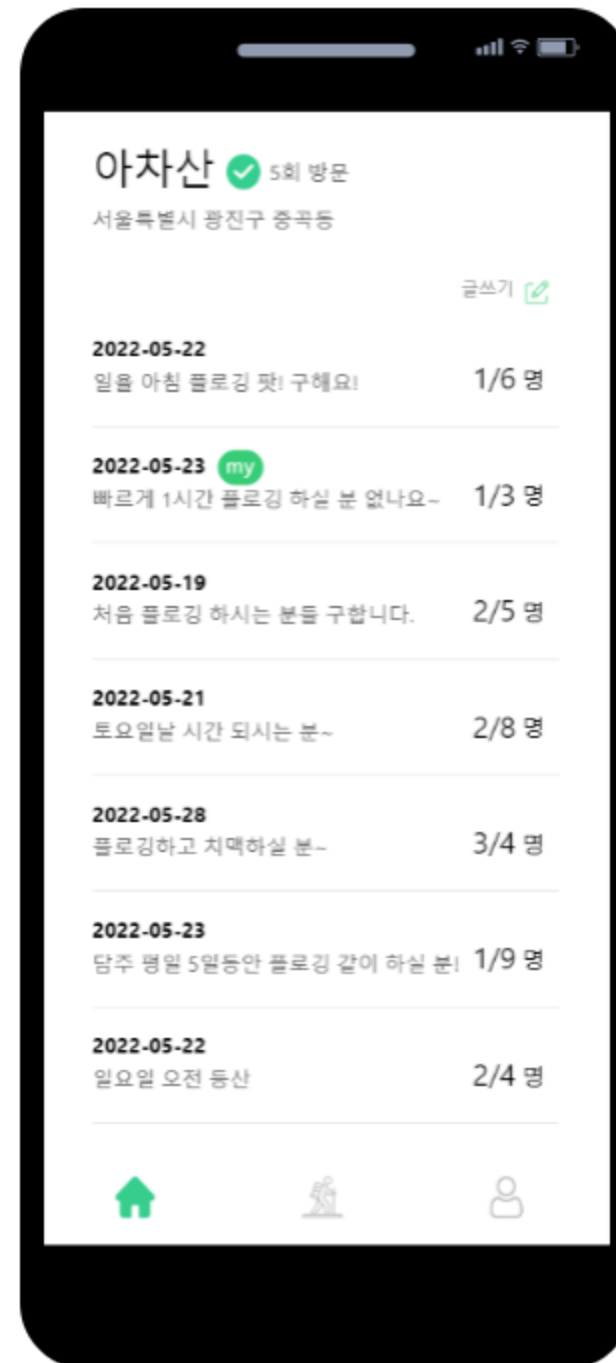 아차산 5회 방문
서울특별시 광진구 중곡동
글쓰기
2022-05-22
일욜 아침 플로깅 팟! 구해요!
1/6 명
2022-05-23 my
빠르게 1시간 플로깅 하실 분 없나요~
1/3 명
2022-05-19
처음 플로깅 하시는 분들 구합니다.
2/5 명
2022-05-21
토요일날 시간 되시는 분~
2/8 명
2022-05-28
플로깅하고 치맥하실 분~
3/4 명
2022-05-23
담주 평일 5일동안 플로깅 같이 하실 분!
1/9 명
2022-05-22
일요일 오전 등산
2/4 명